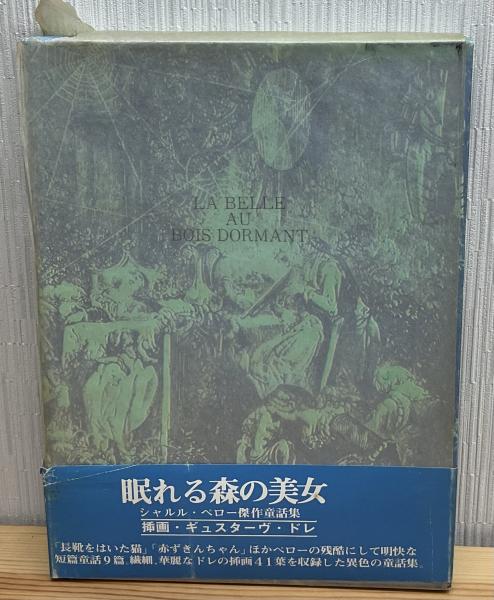 LA BELLE
AU
BOIS DORMANT
眠れる森の美女
シャルル・ペロー傑作童話集
挿画・ギュスターヴ・ドレ
「長靴をはいた猫」「赤ずきんちゃん」ほかペローの残酷にして明快な
短篇童話9篇。繊細、華麗なドレの挿画41葉を収録した異色の童話集。